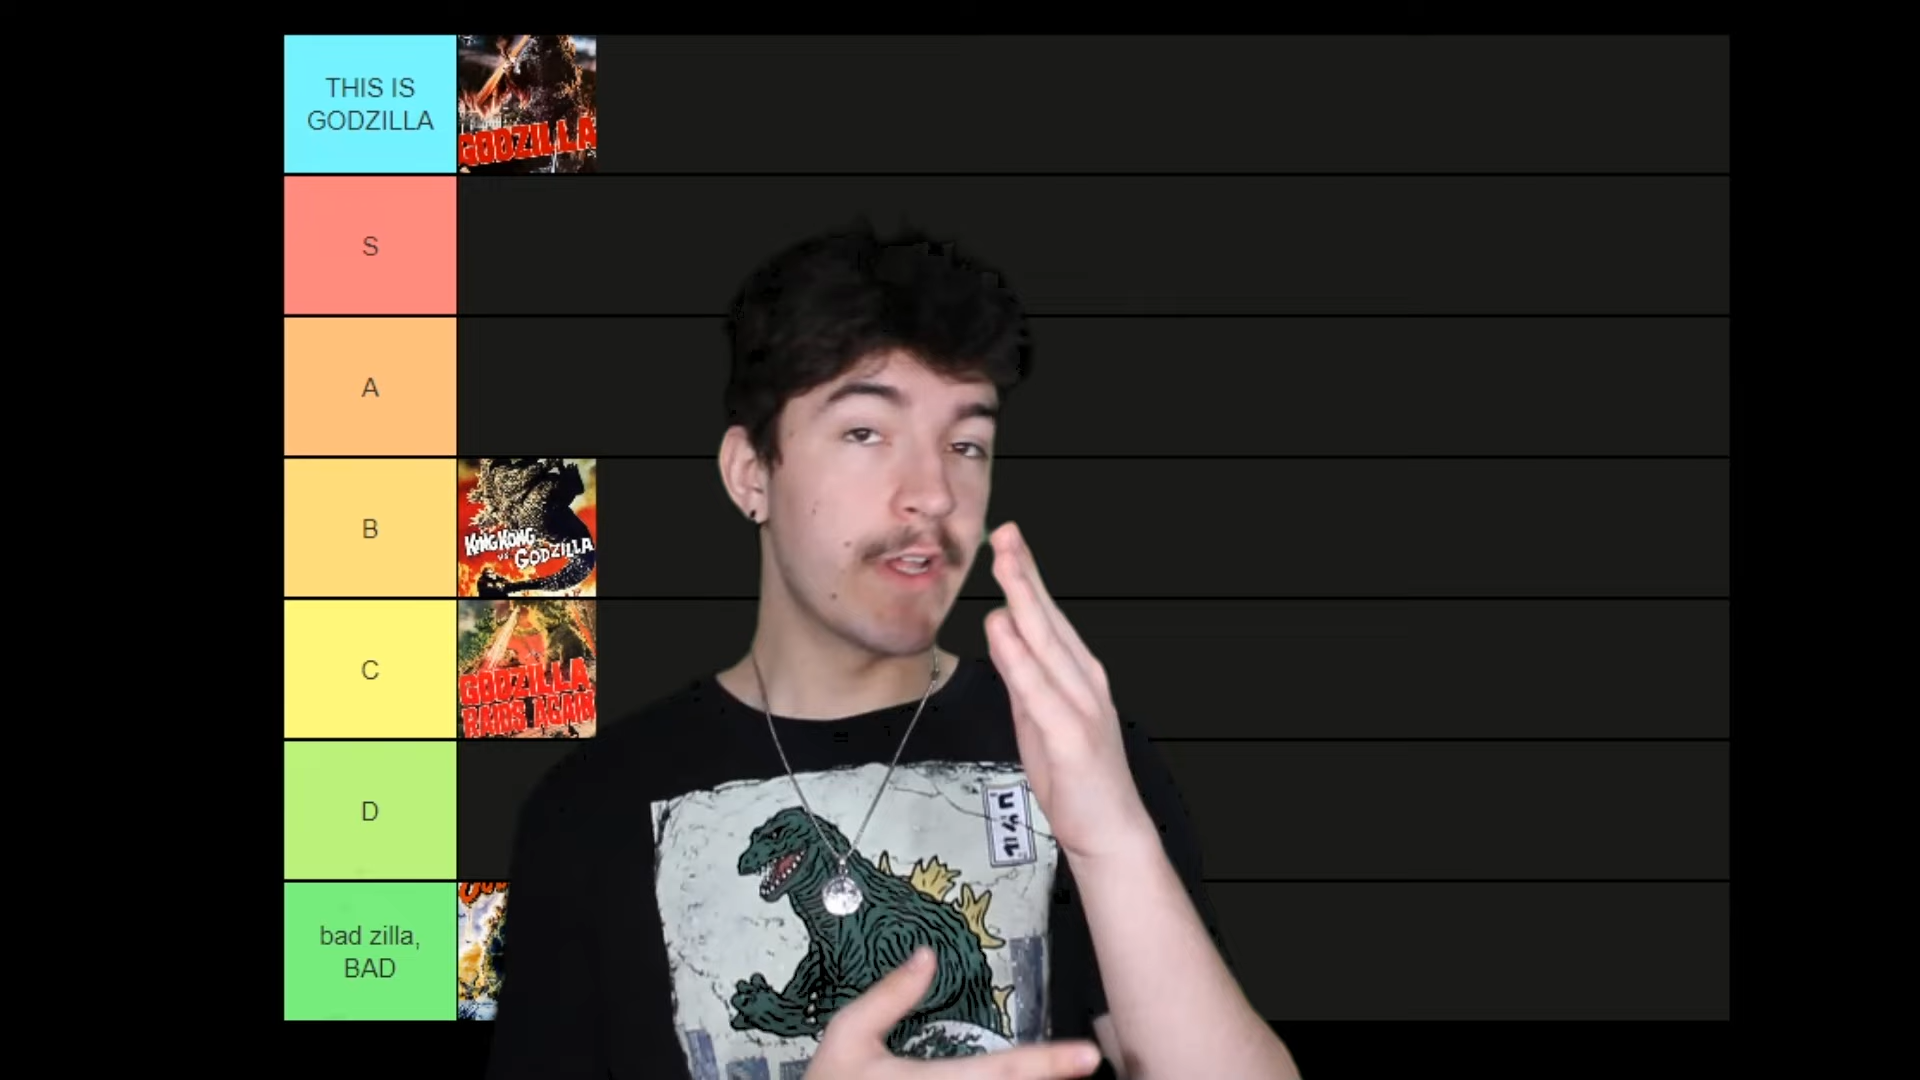 THIS IS
GODZILLA
GODZILLA
S
A
B
KING KONG
VS GODZILLA
C
GODZILLA
RAIDS AGAIN
D
bad zilla,
BAD